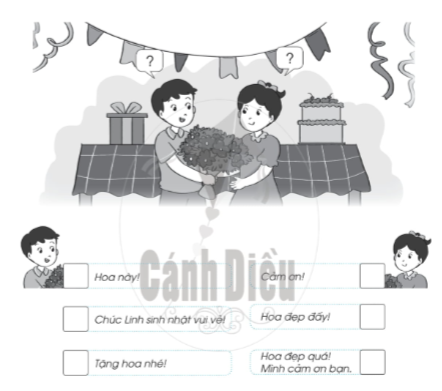 ?
?
Cánh Diều
Hoa này!
Cảm ơn!
Chúc Linh sinh nhật vui vẻ!
Hoa đẹp đấy!
Tặng hoa nhé!
Hoa đẹp quá!
Mình cảm ơn bạn.